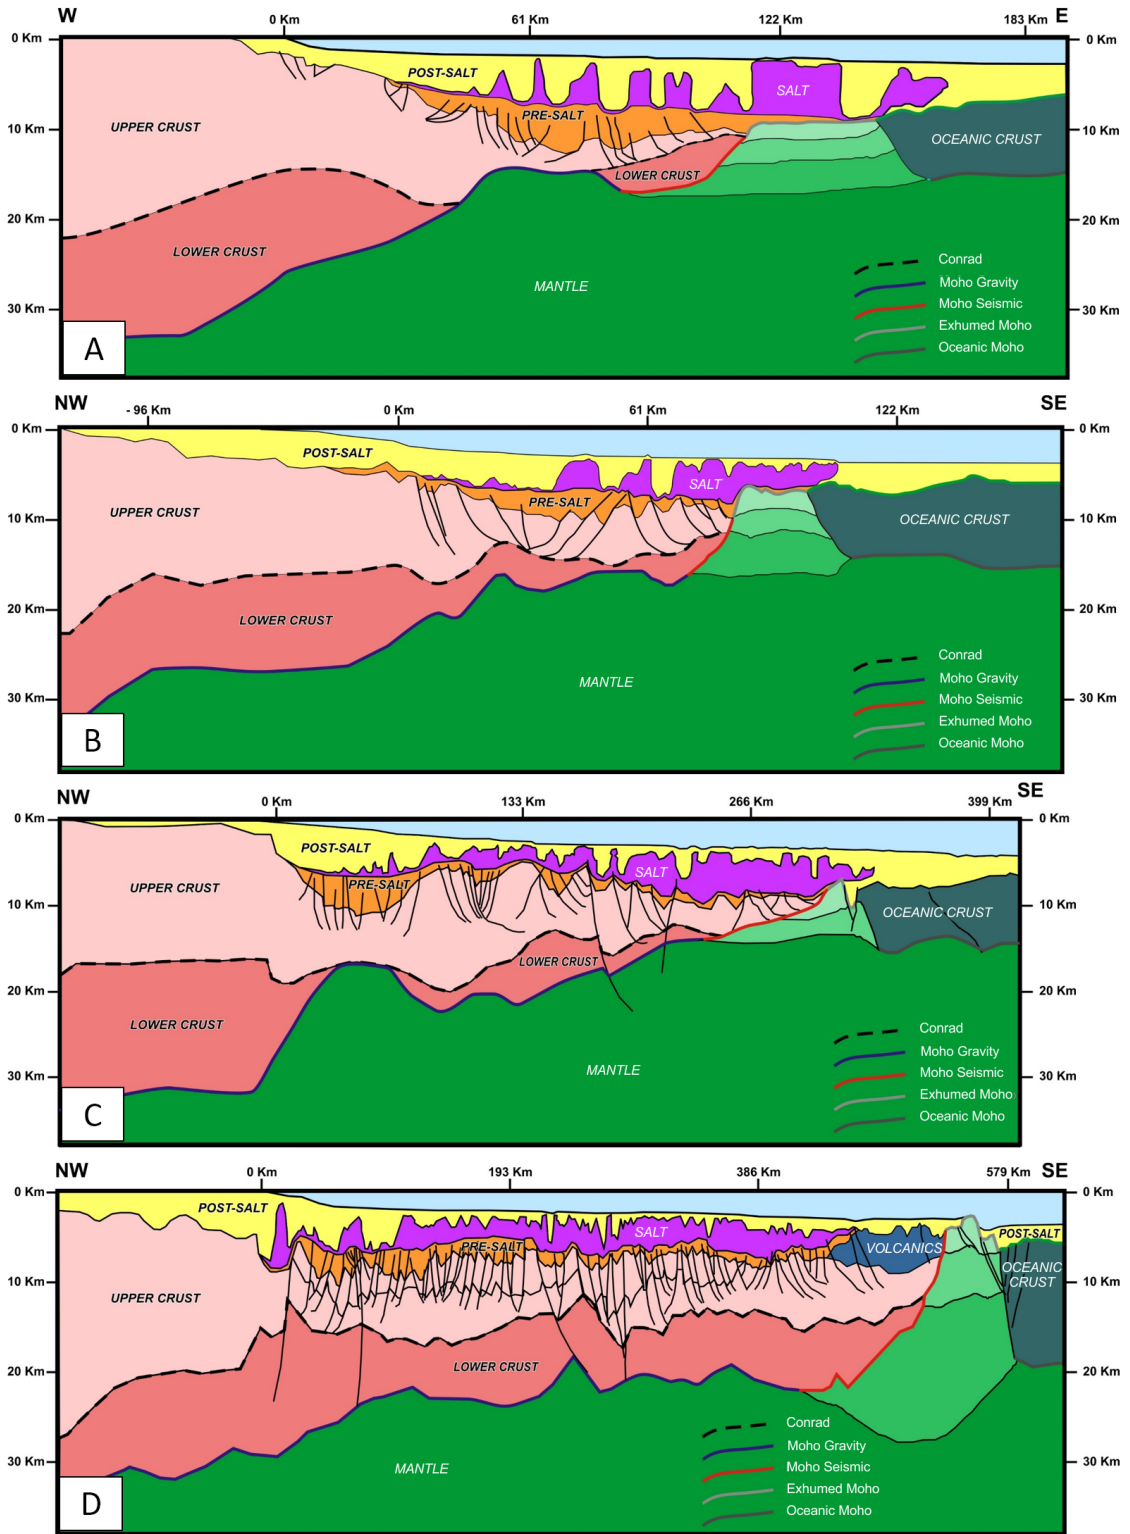 W E
0 Km 61 Km 122 Km 183 Km
0 Km 0 Km
POST-SALT
SALT
PRE-SALT
UPPER CRUST
10 Km 10 Km
OCEANIC CRUST
LOWER CRUST
20 Km 20 Km
LOWER CRUST
Conrad
MANTLE
Moho Gravity
30 Km 30 Km
Moho Seismic
Exhumed Moho
A
Oceanic Moho
NW SE
- 96 Km 0 Km 61 Km 122 Km
0 Km 0 Km
POST-SALT
SALT
PRE-SALT
UPPER CRUST
10 Km 10 Km
OCEANIC CRUST
20 Km 20 Km
LOWER CRUST
Conrad
MANTLE
Moho Gravity
30 Km 30 Km
Moho Seismic
Exhumed Moho
B
Oceanic Moho
NW SE
0 Km 133 Km 266 Km 399 Km
0 Km 0 Km
POST-SALT
SALT
PRE-SALT
UPPER CRUST
10 Km 10 Km
OCEANIC CRUST
LOWER CRUST
20 Km 20 Km
LOWER CRUST
Conrad
Moho Gravity
MANTLE
Moho Seismic
30 Km 30 Km
Exhumed Moho
C
Oceanic Moho
NW SE
0 Km 193 Km 386 Km 579 Km
0 Km 0 Km
POST-SALT
SALT
POST-SALT
PRE-SALT
VOLCANICS
OCEANIC
CRUST
10 Km 10 Km
UPPER CRUST
LOWER CRUST
20 Km 20 Km
Conrad
Moho Gravity
30 Km 30 Km
MANTLE
Moho Seismic
Exhumed Moho
D
Oceanic Moho